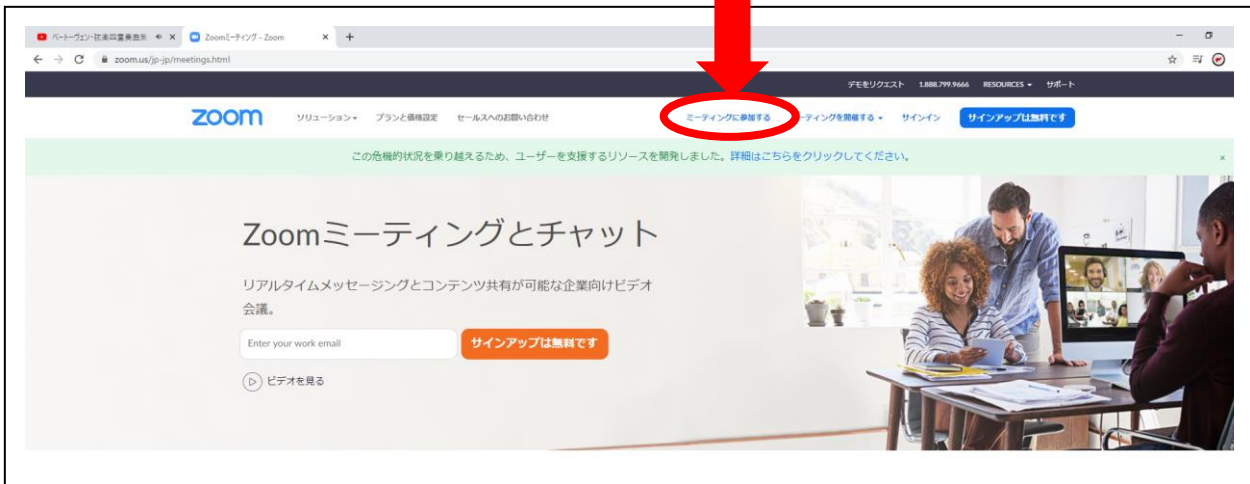 ベートーヴェン・弦楽四重奏曲第
Zoomミーティング - Zoom
zoom.us/jp-jp/meetings.html
デモをリクエスト 1.888.799.9666 RESOURCES サポート
zoom ソリューション プランと価格設定 セールスへのお問い合わせ ミーティングに参加する ーティングを開催する サインイン サインアップは無料です
この危機的状況を乗り越えるため、ユーザーを支援するリソースを開発しました。詳細はこちらをクリックしてください。
Zoomミーティングとチャット
リアルタイムメッセージングとコンテンツ共有が可能な企業向けビデオ
会議。
Enter your work email サインアップは無料です
ビデオを見る